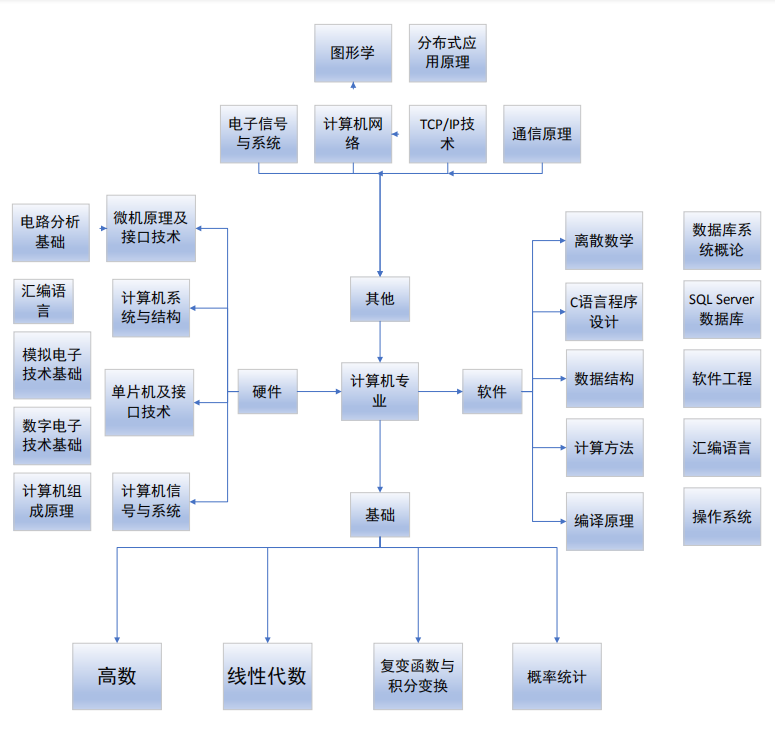 图形学
分布式应
用原理
电子信号
与系统
计算机网
络
TCP/IP技
术
通信原理
电路分析
基础
微机原理及
接口技术
离散数学
数据库系
统概论
汇编语
言
计算机系
统与结构
其他
C语言程序
设计
SQL Server
数据库
模拟电子
技术基础
单片机及接
口技术
硬件
计算机专
业
软件
数据结构
软件工程
数字电子
技术基础
计算方法
汇编语言
计算机组
成原理
计算机信
号与系统
基础
编译原理
操作系统
高数
线性代数
复变函数与
积分变换
概率统计